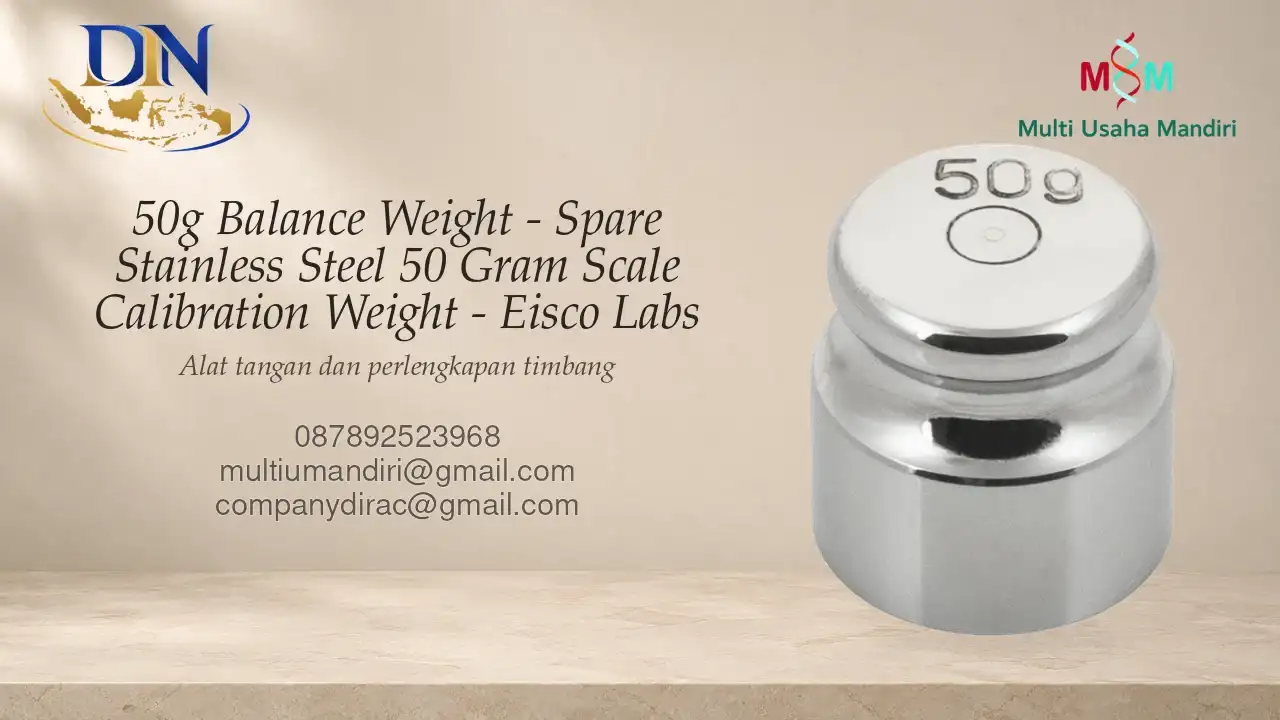 DIN
MSM
Multi Usaha Mandiri
50g
50g Balance Weight - Spare
Stainless Steel 50 Gram Scale
Calibration Weight - Eisco Labs
Alat tangan dan perlengkapan timbang
087892523968
multiumandiri@gmail.com
companydirac@gmail.com